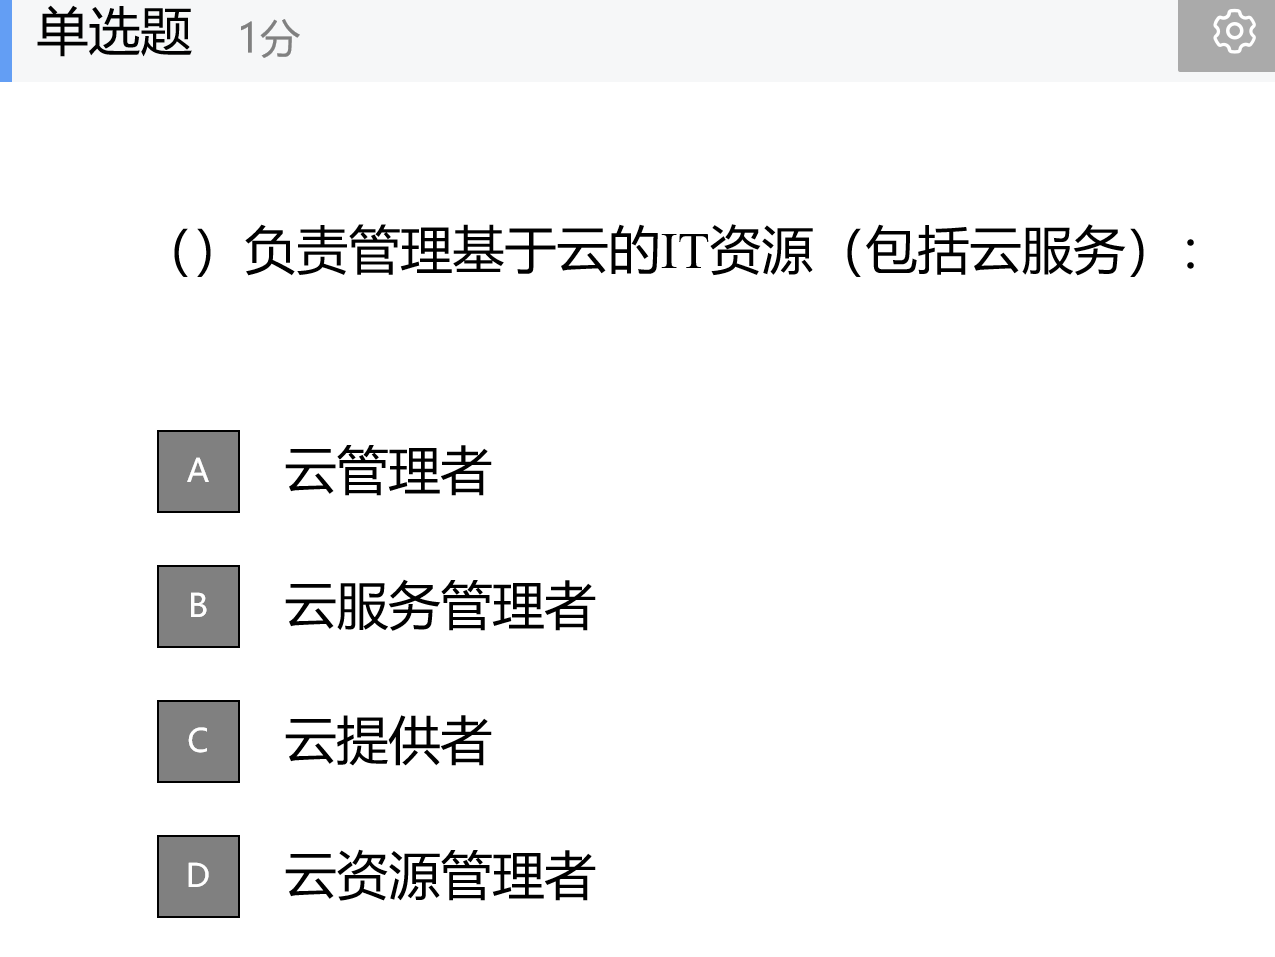 单选题 1分
（）负责管理基于云的IT资源（包括云服务）：
A 云管理者
B 云服务管理者
C 云提供者
D 云资源管理者